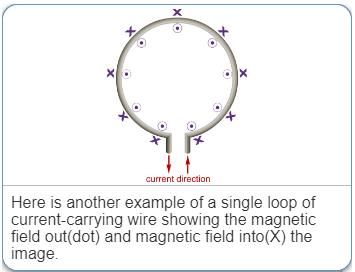 current direction
Here is another example of a single loop of
current-carrying wire showing the magnetic
field out(dot) and magnetic field into(X) the
image.